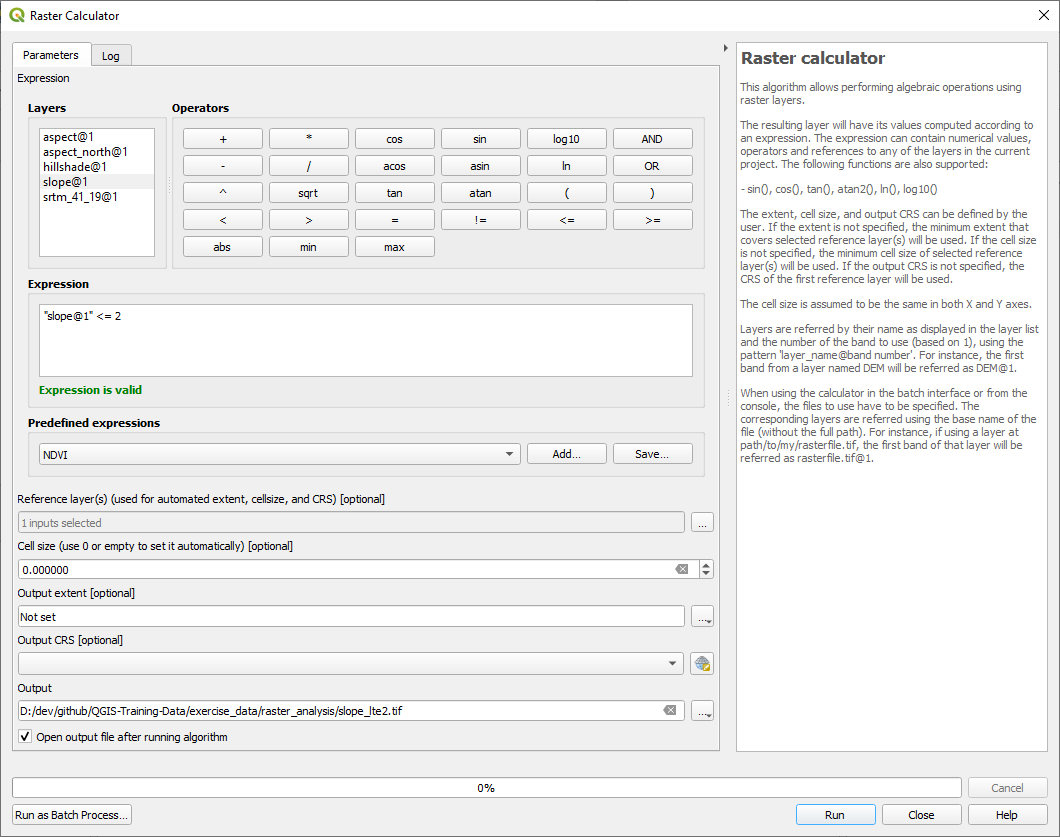 Raster Calculator
Parameters
Log
Expression
Layers
Operators
aspect@1
aspect_north@1
hillshade@1
slope@1
srtm_41_19@1
+ * cos sin log10 AND
- / acos asin ln OR
^ sqrt tan atan ( )
< > = != <= >=
abs min max
Expression
"slope@1" <= 2
Expression is valid
Predefined expressions
NDVI
Add...
Save...
Reference layer(s) (used for automated extent, cellsize, and CRS) [optional]
1 inputs selected
...
Cell size (use 0 or empty to set it automatically) [optional]
0.000000
Output extent [optional]
Not set
...
Output CRS [optional]
Output
D:/dev/github/QGIS-Training-Data/exercise_data/raster_analysis/slope_lte2.tif
...
Open output file after running algorithm
Raster calculator
This algorithm allows performing algebraic operations using
raster layers.
The resulting layer will have its values computed according to
an expression. The expression can contain numerical values,
operators and references to any of the layers in the current
project. The following functions are also supported:
- sin(), cos(), tan(), atan2(), ln(), log10()
The extent, cell size, and output CRS can be defined by the
user. If the extent is not specified, the minimum extent that
covers selected reference layer(s) will be used. If the cell size
is not specified, the minimum cell size of selected reference
layer(s) will be used. If the output CRS is not specified, the
CRS of the first reference layer will be used.
The cell size is assumed to be the same in both X and Y axes.
Layers are referred by their name as displayed in the layer list
and the number of the band to use (based on 1), using the
pattern 'layer_name@band number'. For instance, the first
band from a layer named DEM will be referred as DEM@1.
When using the calculator in the batch interface or from the
console, the files to use have to be specified. The
corresponding layers are referred using the base name of the
file (without the full path). For instance, if using a layer at
path/to/my/rasterfile.tif, the first band of that layer will be
referred as rasterfile.tif@1.
0%
Cancel
Run as Batch Process...
Run
Close
Help